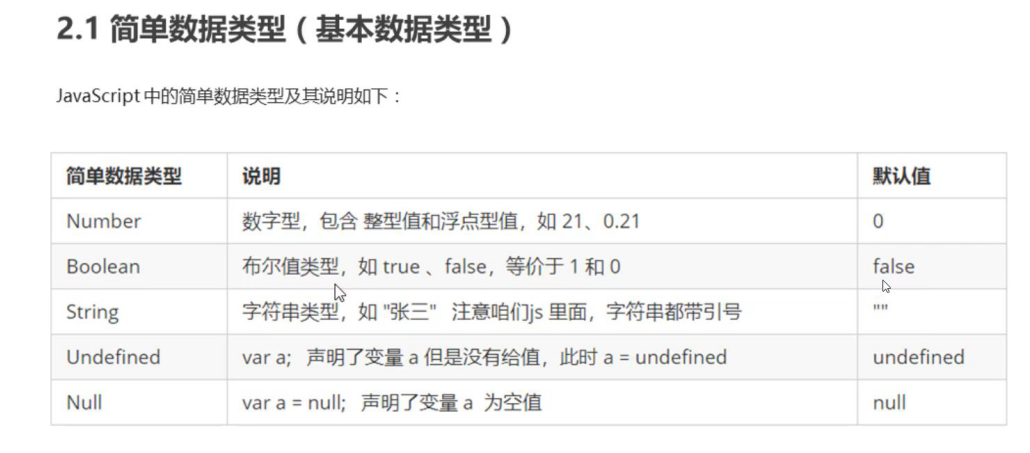 2.1 简单数据类型（基本数据类型）
JavaScript 中的简单数据类型及其说明如下：
简单数据类型 说明 默认值
Number 数字型，包含 整型值和浮点型值，如 21、0.21 0
Boolean 布尔值类型，如 true 、false，等价于 1 和 0 false
String 字符串类型，如 "张三" 注意咱们js 里面，字符串都带引号 ""
Undefined var a; 声明了变量 a 但是没有给值，此时 a = undefined undefined
Null var a = null; 声明了变量 a 为空值 null